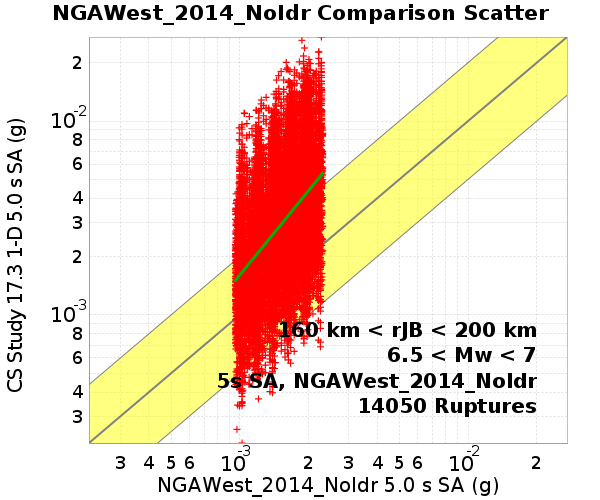 NGAWest_2014_NoIdr Comparison Scatter
CS Study 17.3 1-D 5.0 s SA (g)
2
10^-2
8
6
4
3
2
10^-3
8
6
4
3
160 km < rJB < 200 km
6.5 < Mw < 7
5s SA, NGAWest_2014_NoIdr
14050 Ruptures
3 4 5 6 10^-3 2 3 4 5 6 10^-2 2
NGAWest_2014_NoIdr 5.0 s SA (g)